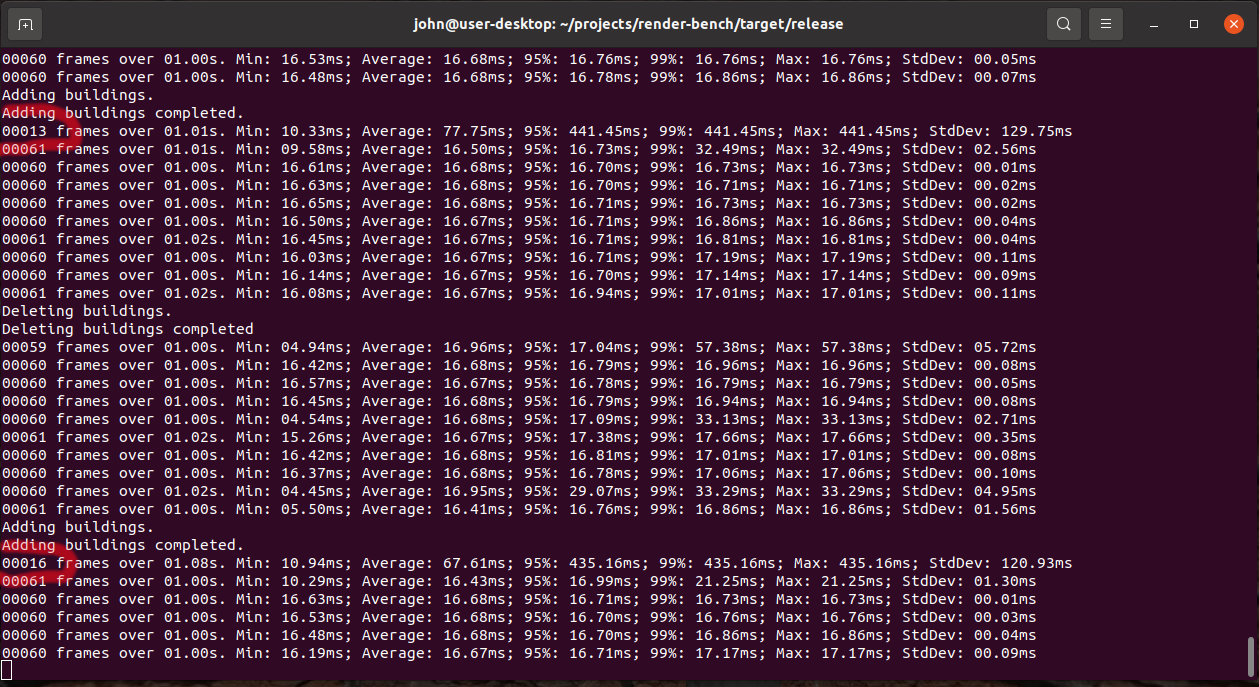 john@user-desktop: ~/projects/render-bench/target/release
00060 frames over 01.00s. Min: 16.53ms; Average: 16.68ms; 95%: 16.76ms; 99%: 16.76ms; Max: 16.76ms; StdDev: 00.05ms
00060 frames over 01.00s. Min: 16.48ms; Average: 16.68ms; 95%: 16.78ms; 99%: 16.86ms; Max: 16.86ms; StdDev: 00.07ms
Adding buildings.
Adding buildings completed.
00013 frames over 01.01s. Min: 10.33ms; Average: 77.75ms; 95%: 441.45ms; 99%: 441.45ms; Max: 441.45ms; StdDev: 129.75ms
00061 frames over 01.01s. Min: 09.58ms; Average: 16.50ms; 95%: 16.73ms; 99%: 32.49ms; Max: 32.49ms; StdDev: 02.56ms
00060 frames over 01.00s. Min: 16.61ms; Average: 16.68ms; 95%: 16.70ms; 99%: 16.73ms; Max: 16.73ms; StdDev: 00.01ms
00060 frames over 01.00s. Min: 16.63ms; Average: 16.68ms; 95%: 16.70ms; 99%: 16.71ms; Max: 16.71ms; StdDev: 00.02ms
00060 frames over 01.00s. Min: 16.65ms; Average: 16.68ms; 95%: 16.71ms; 99%: 16.73ms; Max: 16.73ms; StdDev: 00.02ms
00060 frames over 01.00s. Min: 16.50ms; Average: 16.67ms; 95%: 16.71ms; 99%: 16.86ms; Max: 16.86ms; StdDev: 00.04ms
00061 frames over 01.02s. Min: 16.45ms; Average: 16.67ms; 95%: 16.71ms; 99%: 16.81ms; Max: 16.81ms; StdDev: 00.04ms
00060 frames over 01.00s. Min: 16.03ms; Average: 16.67ms; 95%: 16.71ms; 99%: 17.19ms; Max: 17.19ms; StdDev: 00.11ms
00060 frames over 01.00s. Min: 16.14ms; Average: 16.67ms; 95%: 16.70ms; 99%: 17.14ms; Max: 17.14ms; StdDev: 00.09ms
00061 frames over 01.02s. Min: 16.08ms; Average: 16.67ms; 95%: 16.94ms; 99%: 17.01ms; Max: 17.01ms; StdDev: 00.11ms
Deleting buildings.
Deleting buildings completed
00059 frames over 01.00s. Min: 04.94ms; Average: 16.96ms; 95%: 17.04ms; 99%: 57.38ms; Max: 57.38ms; StdDev: 05.72ms
00060 frames over 01.00s. Min: 16.42ms; Average: 16.68ms; 95%: 16.79ms; 99%: 16.96ms; Max: 16.96ms; StdDev: 00.08ms
00060 frames over 01.00s. Min: 16.57ms; Average: 16.67ms; 95%: 16.78ms; 99%: 16.79ms; Max: 16.79ms; StdDev: 00.05ms
00060 frames over 01.00s. Min: 16.45ms; Average: 16.68ms; 95%: 16.79ms; 99%: 16.94ms; Max: 16.94ms; StdDev: 00.08ms
00060 frames over 01.00s. Min: 04.54ms; Average: 16.68ms; 95%: 17.09ms; 99%: 33.13ms; Max: 33.13ms; StdDev: 02.71ms
00061 frames over 01.02s. Min: 15.26ms; Average: 16.67ms; 95%: 17.38ms; 99%: 17.66ms; Max: 17.66ms; StdDev: 00.35ms
00060 frames over 01.00s. Min: 16.42ms; Average: 16.68ms; 95%: 16.81ms; 99%: 17.01ms; Max: 17.01ms; StdDev: 00.08ms
00060 frames over 01.00s. Min: 16.37ms; Average: 16.68ms; 95%: 16.78ms; 99%: 17.06ms; Max: 17.06ms; StdDev: 00.10ms
00060 frames over 01.02s. Min: 04.45ms; Average: 16.95ms; 95%: 29.07ms; 99%: 33.29ms; Max: 33.29ms; StdDev: 04.95ms
00061 frames over 01.00s. Min: 05.50ms; Average: 16.41ms; 95%: 16.76ms; 99%: 16.86ms; Max: 16.86ms; StdDev: 01.56ms
Adding buildings.
Adding buildings completed.
00016 frames over 01.08s. Min: 10.94ms; Average: 67.61ms; 95%: 435.16ms; 99%: 435.16ms; Max: 435.16ms; StdDev: 120.93ms
00061 frames over 01.00s. Min: 10.29ms; Average: 16.43ms; 95%: 16.99ms; 99%: 21.25ms; Max: 21.25ms; StdDev: 01.30ms
00060 frames over 01.00s. Min: 16.63ms; Average: 16.68ms; 95%: 16.71ms; 99%: 16.73ms; Max: 16.73ms; StdDev: 00.01ms
00060 frames over 01.00s. Min: 16.53ms; Average: 16.68ms; 95%: 16.70ms; 99%: 16.76ms; Max: 16.76ms; StdDev: 00.03ms
00060 frames over 01.00s. Min: 16.48ms; Average: 16.68ms; 95%: 16.70ms; 99%: 16.86ms; Max: 16.86ms; StdDev: 00.04ms
00060 frames over 01.00s. Min: 16.19ms; Average: 16.67ms; 95%: 16.71ms; 99%: 17.17ms; Max: 17.17ms; StdDev: 00.09ms